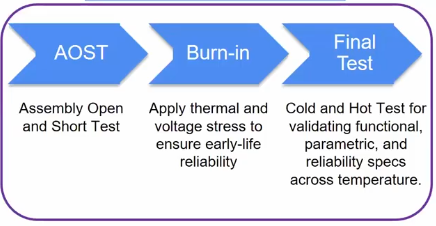 AOST
Assembly Open
and Short Test
Burn-in
Apply thermal and
voltage stress to
ensure early-life
reliability
Final
Test
Cold and Hot Test for
validating functional,
parametric, and
reliability specs
across temperature.